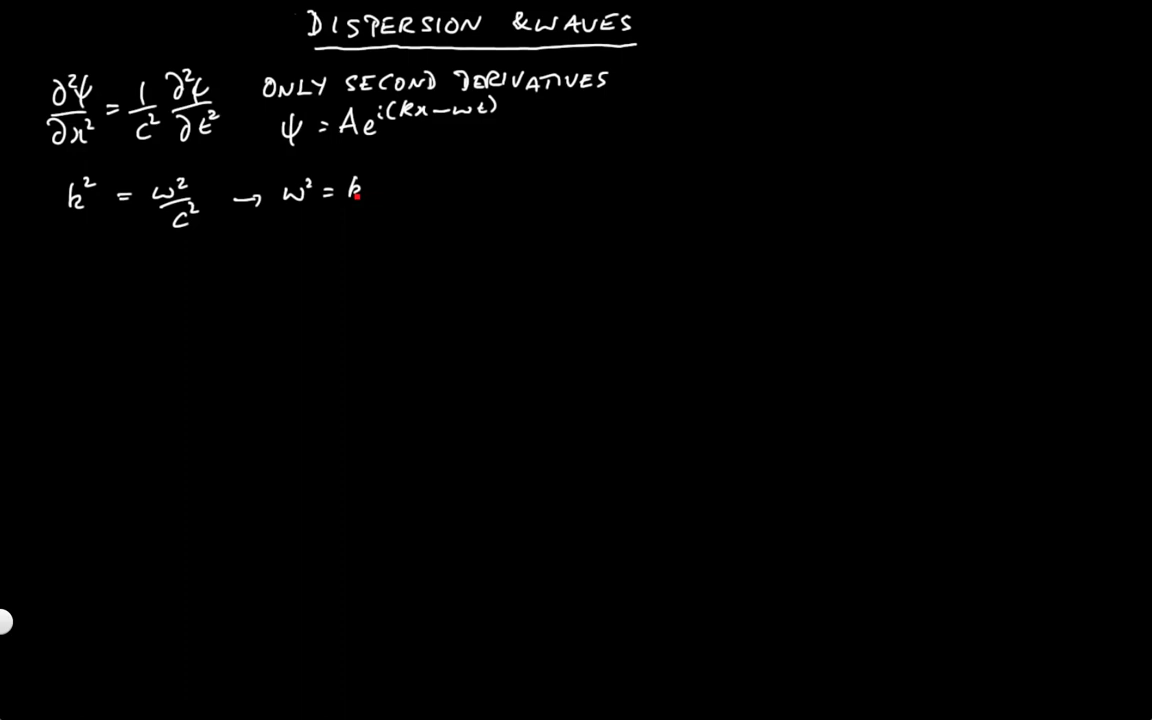 DISPERSION & WAVES
∂²ψ/∂x² = 1/c² ∂²ψ/∂t² ONLY SECOND DERIVATIVES
ψ = Ae^i(kx-ωt)
k² = ω²/c² → ω² = k